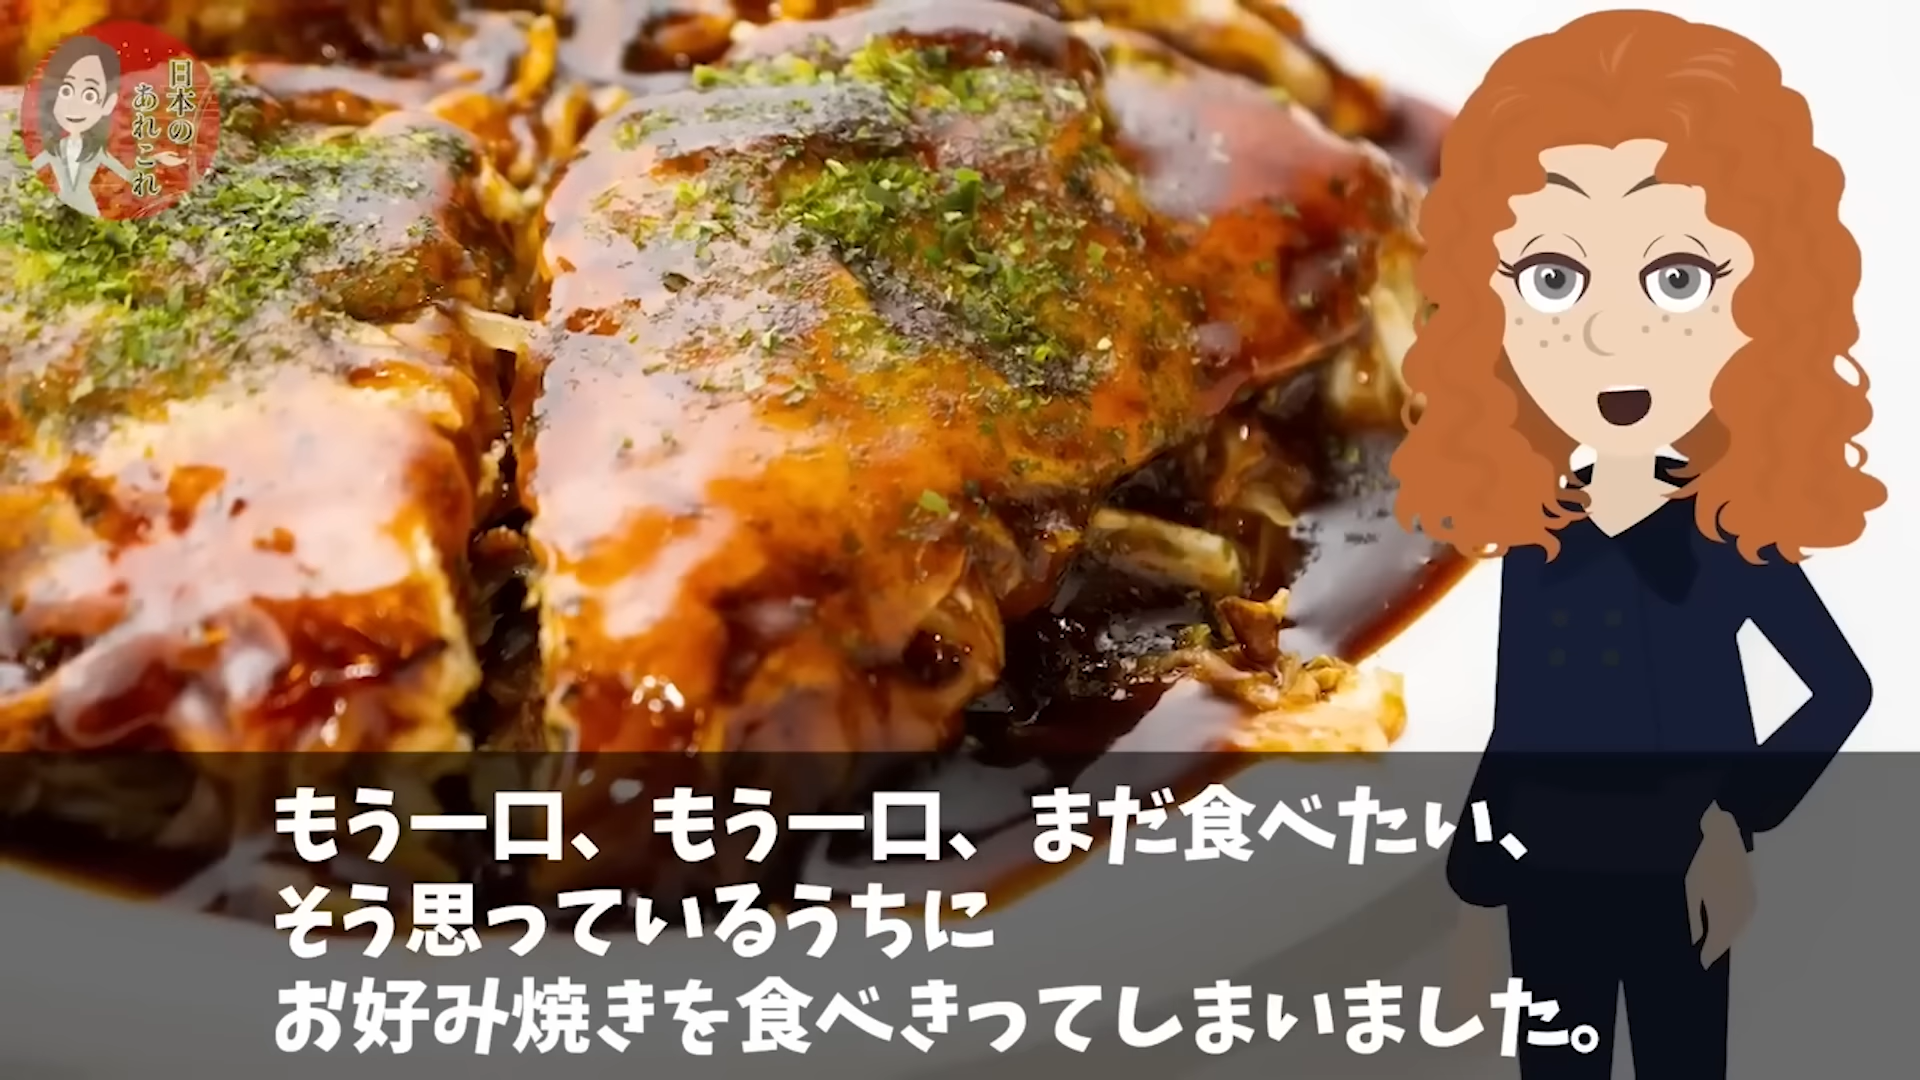 日本の
あれこれ
もう一口、もう一口、まだ食べたい、
そう思っているうちに
お好み焼きを食べきってしまいました。